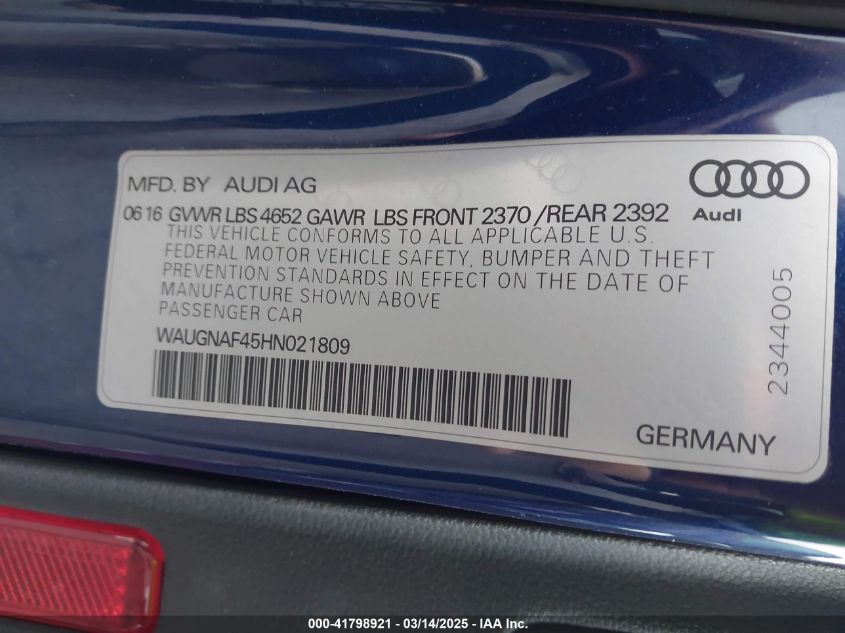 MFD. BY AUDI AG
Audi
06 16 GVWR LBS 4652 GAWR LBS FRONT 2370 /REAR 2392
THIS VEHICLE CONFORMS TO ALL APPLICABLE U.S.
FEDERAL MOTOR VEHICLE SAFETY, BUMPER AND THEFT
PREVENTION STANDARDS IN EFFECT ON THE DATE OF
MANUFACTURE SHOWN ABOVE
PASSENGER CAR
WAUGNAF45HN021809
2344005
GERMANY
000-41798921 - 03/14/2025 - IAA Inc.